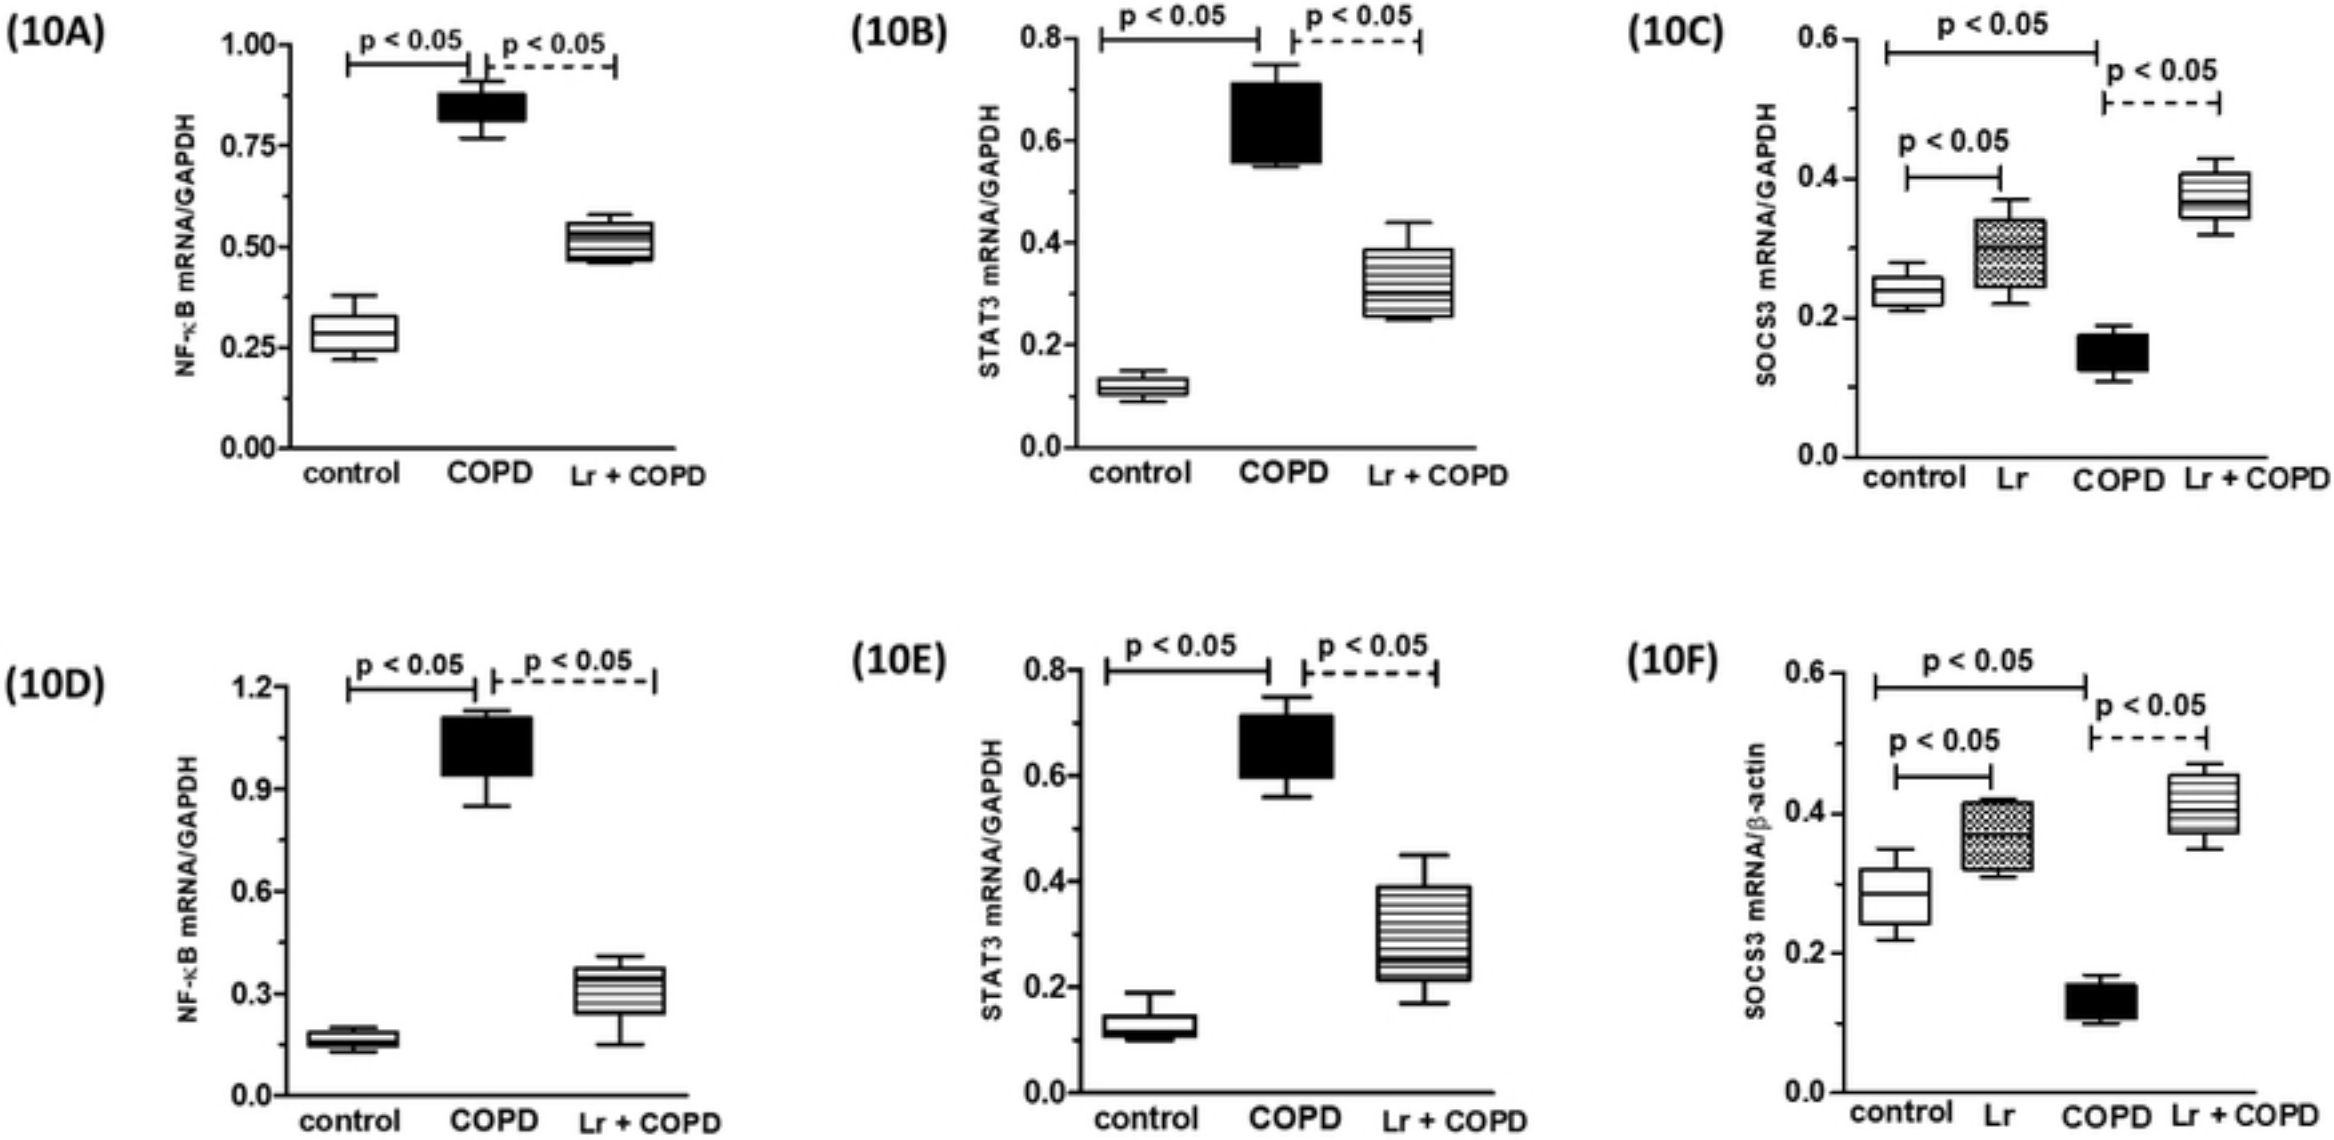 (10A)
p < 0.05
p < 0.05
1.00
0.75
0.50
0.25
0.00
NF-κB mRNA/GAPDH
control
COPD
Lr + COPD
(10B)
p < 0.05
p < 0.05
0.8
0.6
0.4
0.2
0.0
STAT3 mRNA/GAPDH
control
COPD
Lr + COPD
(10C)
p < 0.05
p < 0.05
p < 0.05
0.6
0.4
0.2
0.0
SOCS3 mRNA/GAPDH
control
Lr
COPD
Lr + COPD
(10D)
p < 0.05
p < 0.05
1.2
0.9
0.6
0.3
0.0
NF-κB mRNA/GAPDH
control
COPD
Lr + COPD
(10E)
p < 0.05
p < 0.05
0.8
0.6
0.4
0.2
0.0
STAT3 mRNA/GAPDH
control
COPD
Lr + COPD
(10F)
p < 0.05
p < 0.05
p < 0.05
0.6
0.4
0.2
0.0
SOCS3 mRNA/β-actin
control
Lr
COPD
Lr + COPD